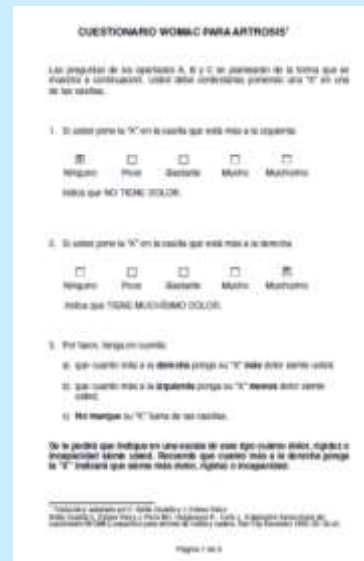 CUESTIONARIO WOMAC PARA ARTROSIS¹
Las preguntas de los apartados A, B y C se plantearán de la forma que se
muestra a continuación. Usted debe contestarlas poniendo una "X" en una
de las casillas.
1. Si usted pone la "X" en la casilla que está más a la izquierda
Ninguno Poco Bastante Mucho Muchísimo
indica que NO TIENE DOLOR.
2. Si usted pone la "X" en la casilla que está más a la derecha
Ninguno Poco Bastante Mucho Muchísimo
indica que TIENE MUCHÍSIMO DOLOR.
3. Por favor, tenga en cuenta:
a) que cuanto más a la derecha ponga su "X" más dolor siente usted.
b) que cuanto más a la izquierda ponga su "X" menos dolor siente
usted.
c) No marque su "X" fuera de las casillas.
Se le pedirá que indique en una escala de este tipo cuánto dolor, rigidez o
incapacidad siente usted. Recuerde que cuanto más a la derecha ponga
la "X" indicará que siente más dolor, rigidez o incapacidad.